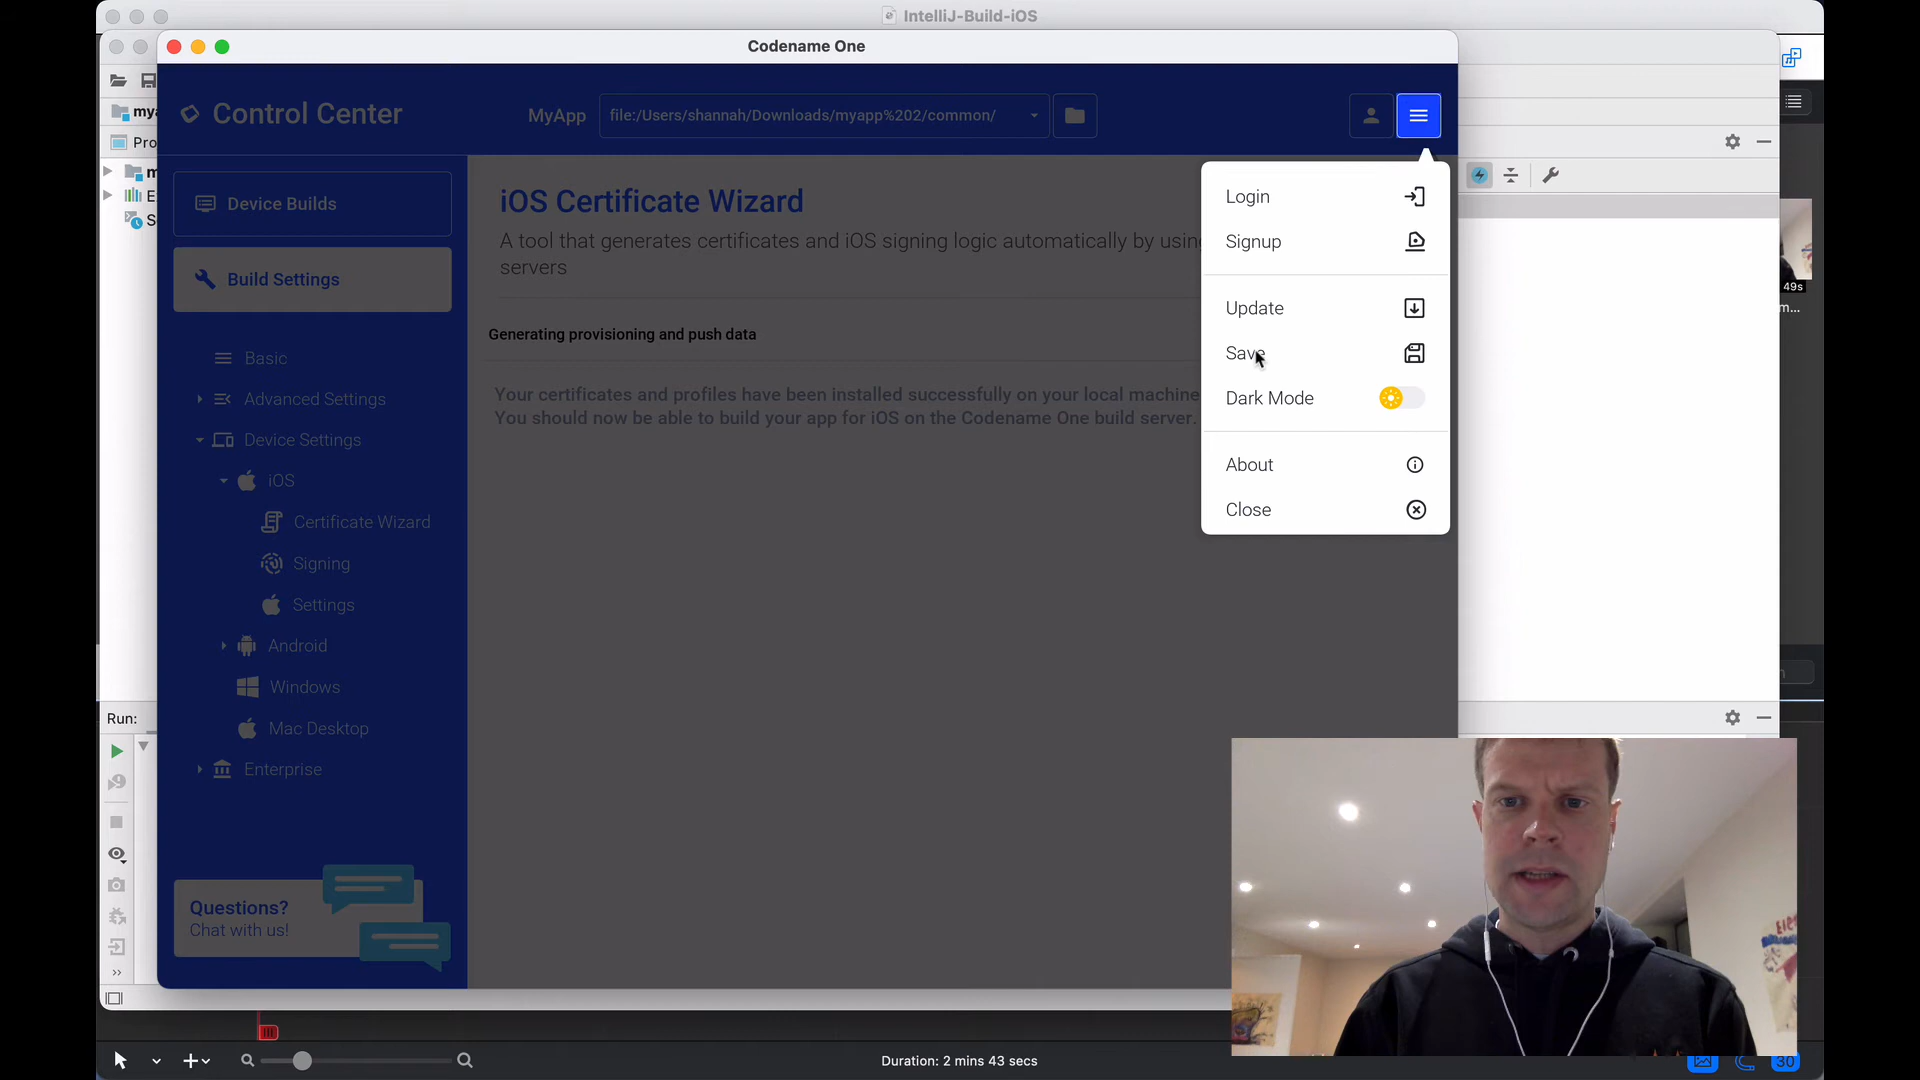 IntelliJ-Build-iOS
Codename One
Control Center
MyApp
file:/Users/shannah/Downloads/myapp%202/common/
Device Builds
Build Settings
Basic
Advanced Settings
Device Settings
iOS
Certificate Wizard
Signing
Settings
Android
Windows
Mac Desktop
Enterprise
Questions?
Chat with us!
iOS Certificate Wizard
A tool that generates certificates and iOS signing logic automatically by
servers
Generating provisioning and push data
Your certificates and profiles have been installed successfully on your local machine
You should now be able to build your app for iOS on the Codename One build server.
Login
Signup
Update
Save
Dark Mode
About
Close
49s
Run:
Duration: 2 mins 43 secs
30